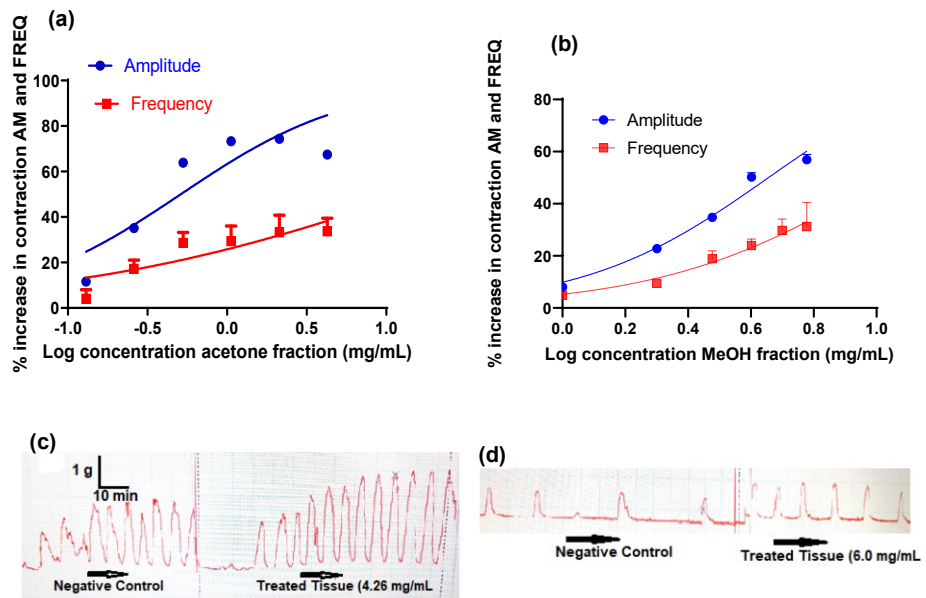 (a)
% increase in contraction AM and FREQ
Amplitude
Frequency
100
80
60
40
20
0
-1.0 -0.5 0.0 0.5 1.0
Log concentration acetone fraction (mg/mL)
(b)
% increase in contraction AM and FREQ
Amplitude
Frequency
80
60
40
20
0
0.0 0.2 0.4 0.6 0.8 1.0
Log concentration MeOH fraction (mg/mL)
(c)
1 g
10 min
Negative Control
Treated Tissue (4.26 mg/mL
(d)
Negative Control
Treated Tissue (6.0 mg/mL